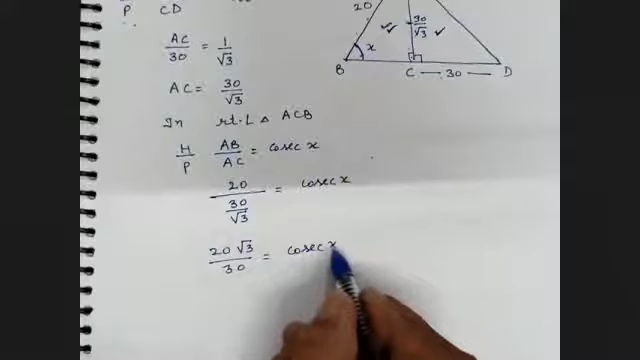 P CD
AC/30 = 1/√3
AC = 30/√3
In rt.L △ ACB
H/P AB/AC = cosec x
20/(30/√3) = cosec x
20√3/30 = cosec x
20
30/√3
x
B C 30 D